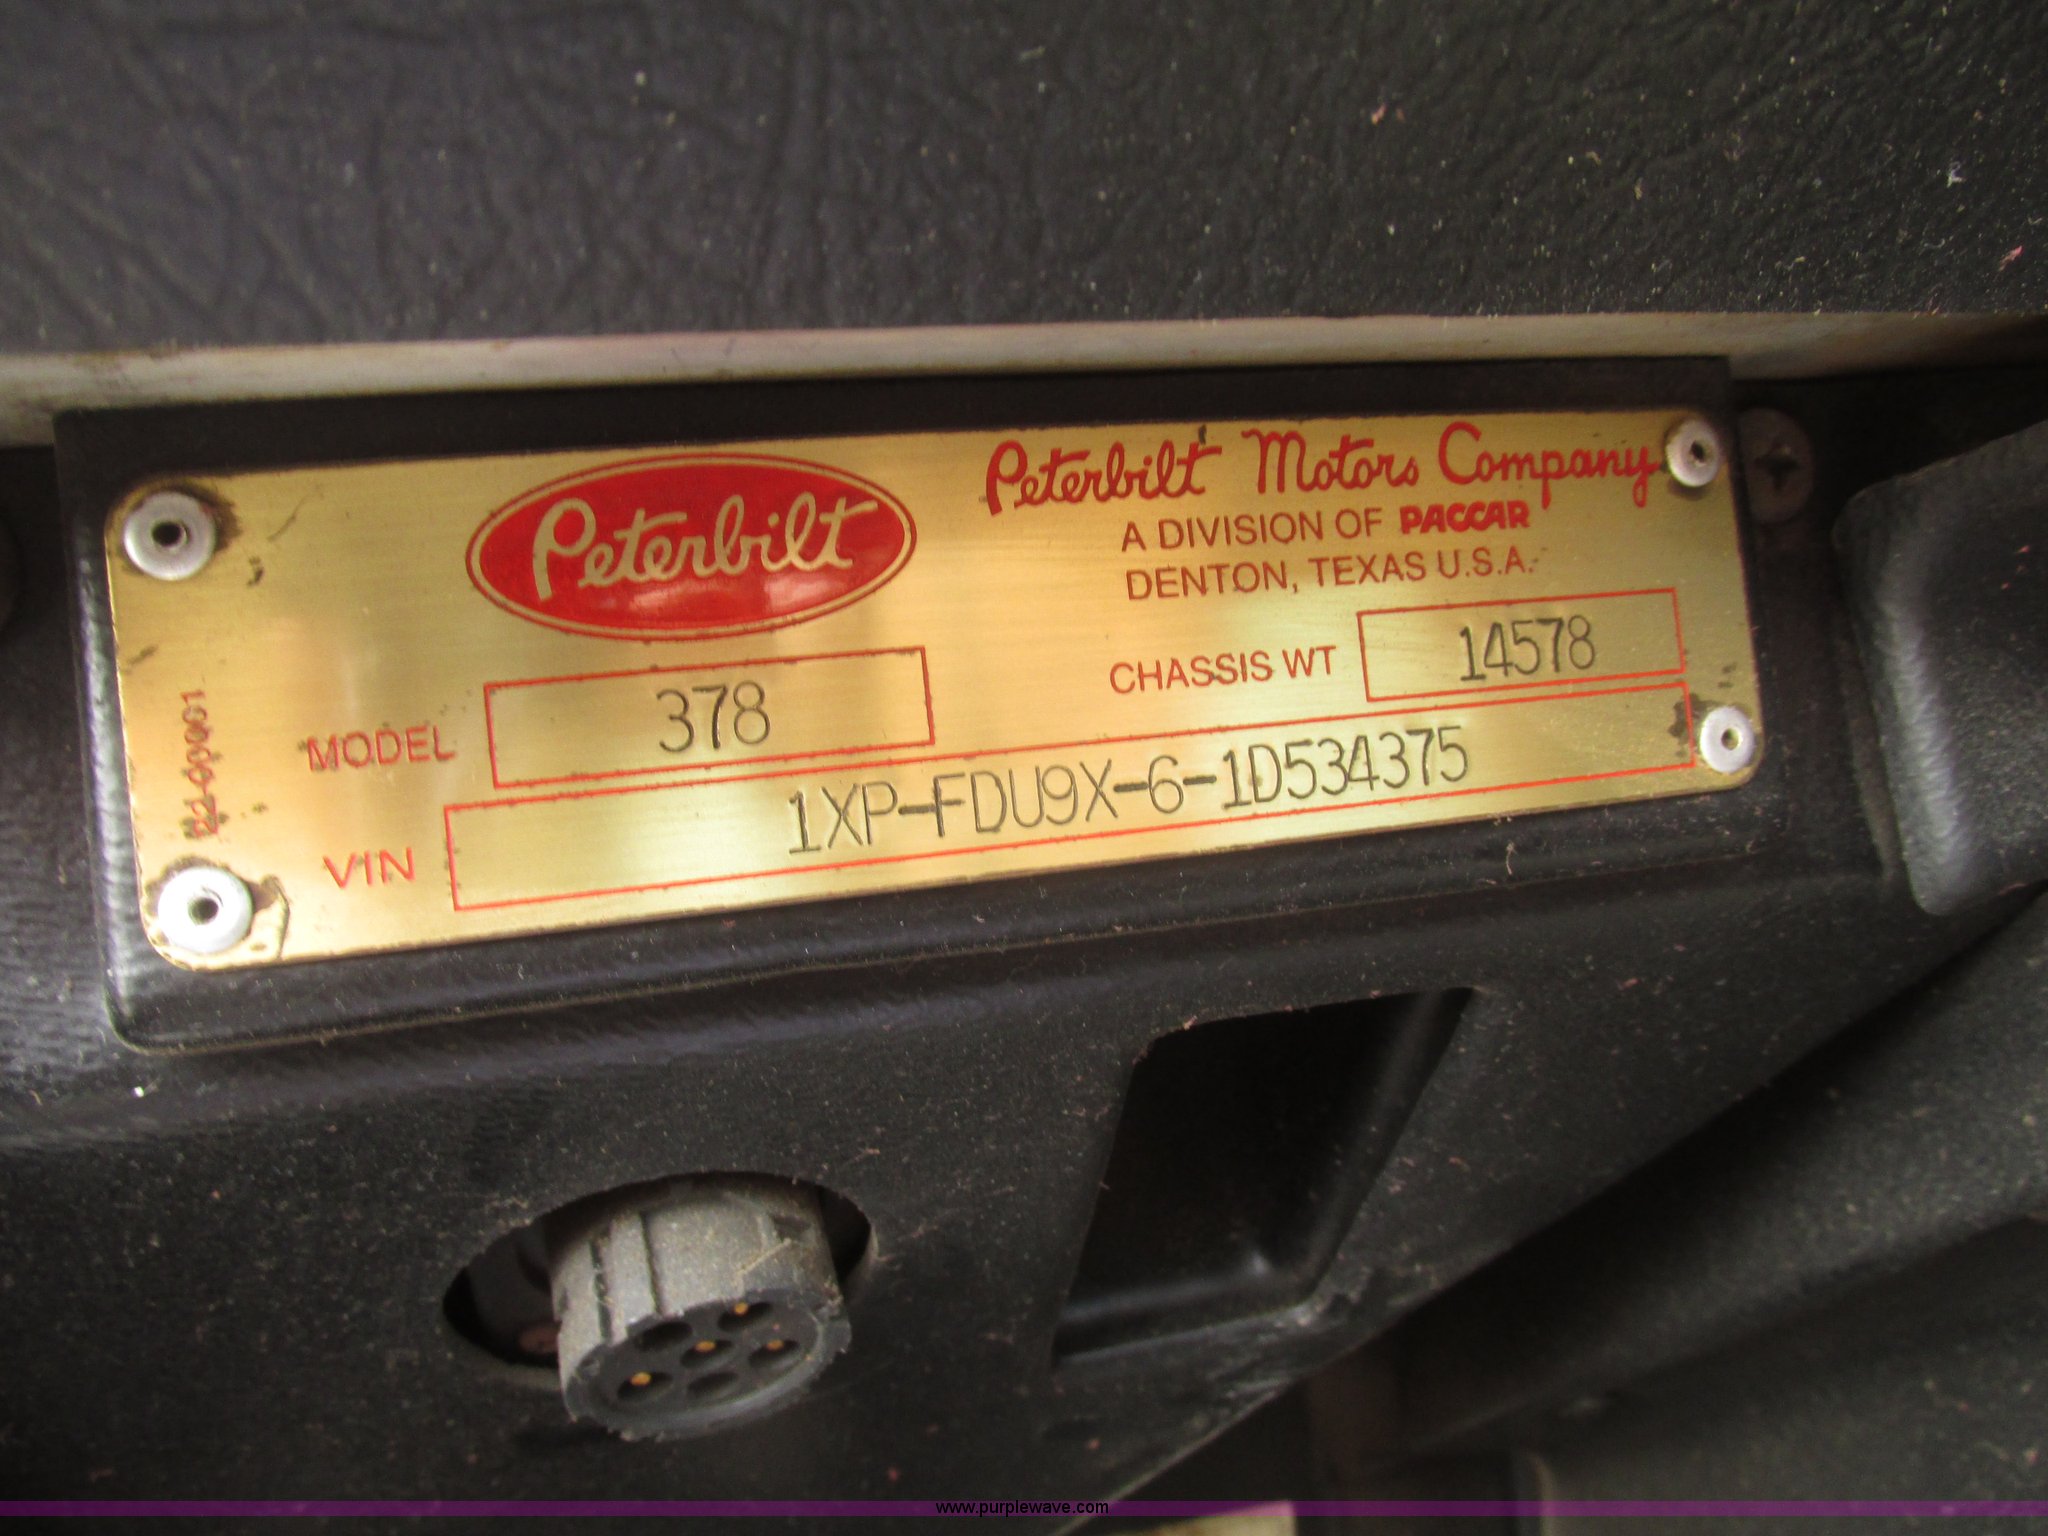 Peterbilt
Peterbilt Motors Company
A DIVISION OF PACCAR
DENTON, TEXAS U.S.A.
MODEL 378
CHASSIS WT 14578
VIN 1XP-FDU9X-6-1D534375
www.purplewave.com